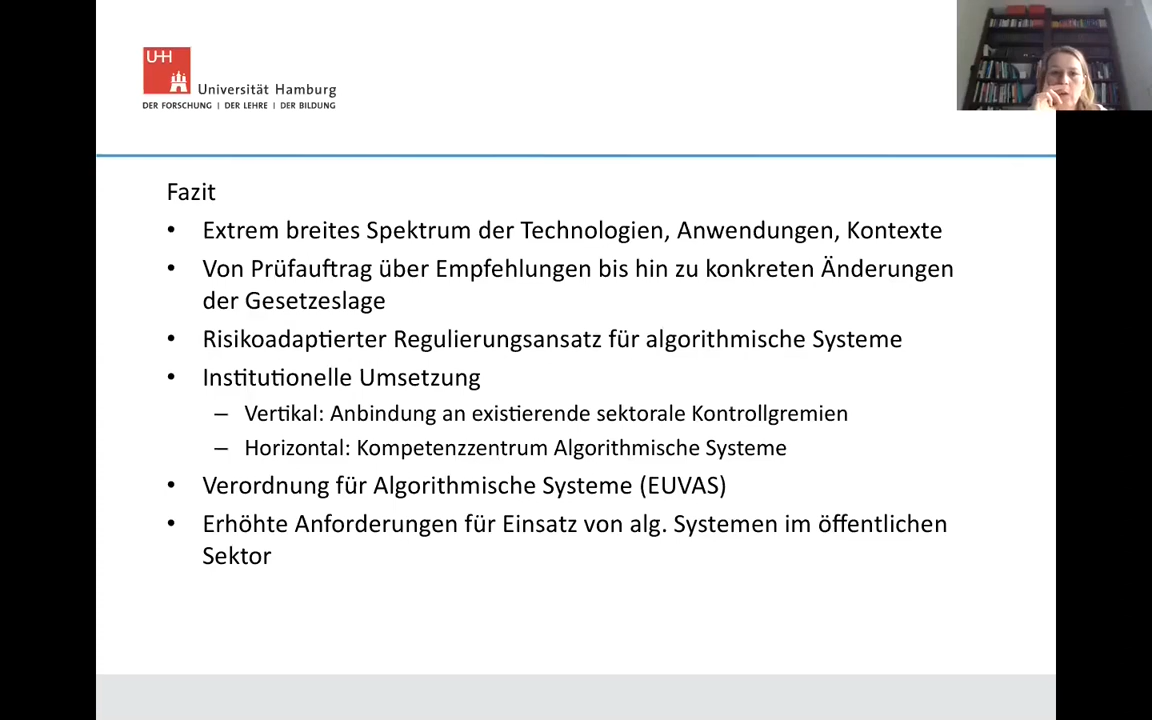 UHH
Universität Hamburg
DER FORSCHUNG | DER LEHRE | DER BILDUNG
Fazit
• Extrem breites Spektrum der Technologien, Anwendungen, Kontexte
• Von Prüfauftrag über Empfehlungen bis hin zu konkreten Änderungen
der Gesetzeslage
• Risikoadaptierter Regulierungsansatz für algorithmische Systeme
• Institutionelle Umsetzung
– Vertikal: Anbindung an existierende sektorale Kontrollgremien
– Horizontal: Kompetenzzentrum Algorithmische Systeme
• Verordnung für Algorithmische Systeme (EUVAS)
• Erhöhte Anforderungen für Einsatz von alg. Systemen im öffentlichen
Sektor